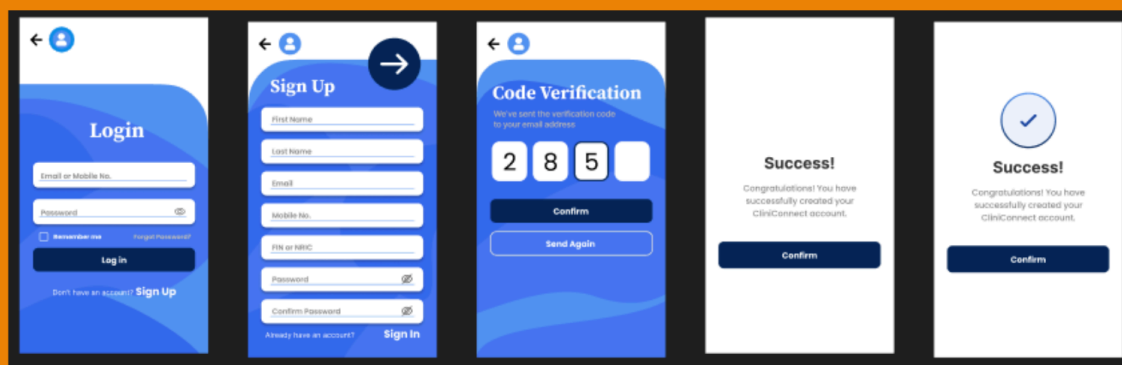 Login
Email or Mobile No.
Password
Remember me
Forgot Password?
Log in
Don't have an account? Sign Up
Sign Up
First Name
Last Name
Email
Mobile No.
FIN or NRIC
Password
Confirm Password
Already have an account? Sign In
Code Verification
We've sent the verification code
to your email address
2 8 5
Confirm
Send Again
Success!
Congratulations! You have
successfully created your
CliniConnect account.
Confirm
Success!
Congratulations! You have
successfully created your
CliniConnect account.
Confirm